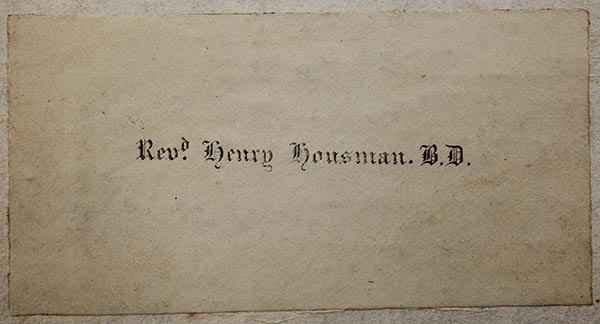 Revᵈ. Henry Housman. B.D.